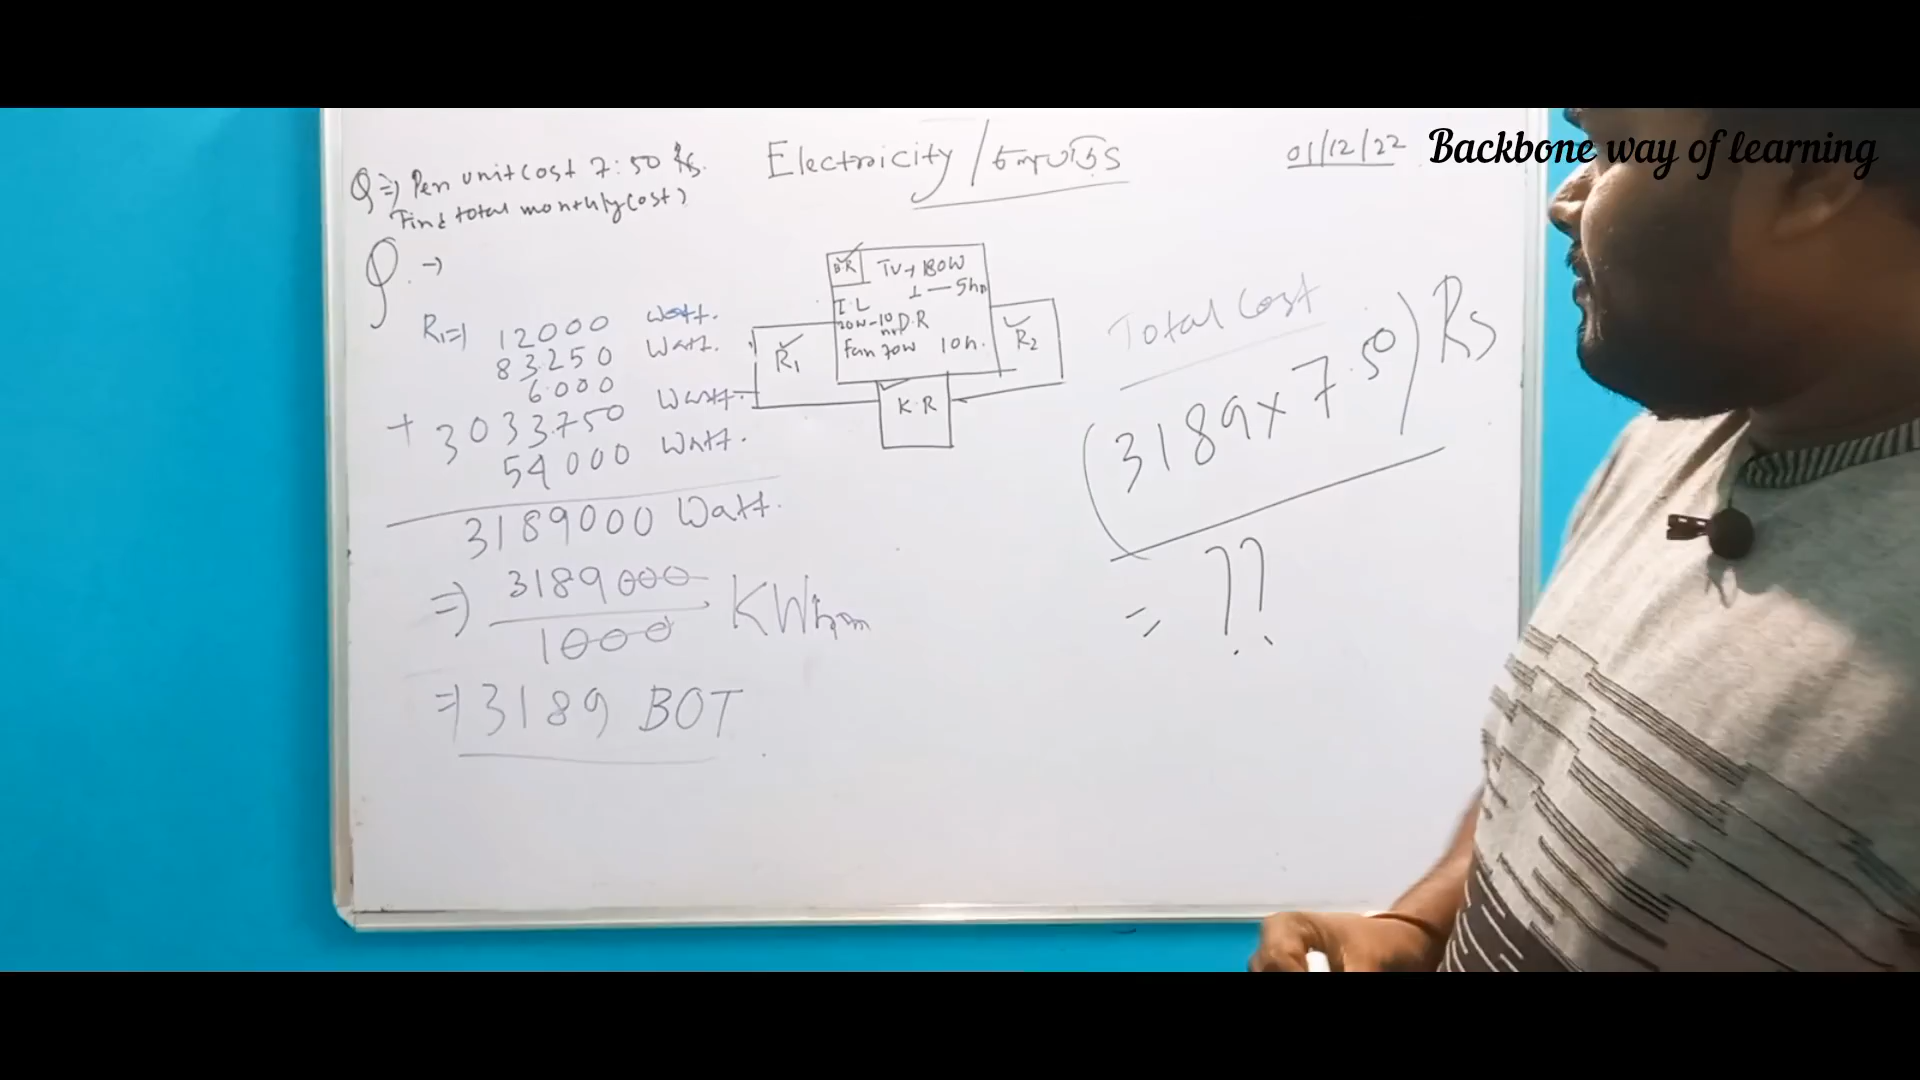 Backbone way of learning
Electricity /
01/12/22
Q ⇒ Per unit cost 7:50 Rs.
Find total monthly cost)
Q. →
R₁ ⇒ 12000 Watt.
83250 Watt.
6000
+ 3033750 Watt
54000 Watt.
3189000 Watt.
⇒ 3189000
1000
KWh
⇒ 3189 BOT
B.R TV → 180W
1 — 5hr
I.L
20W-10 D.R
Fan 70W 10h.
R₁
R₂
K.R
Total Cost
(3189 × 7.50) Rs
= ??